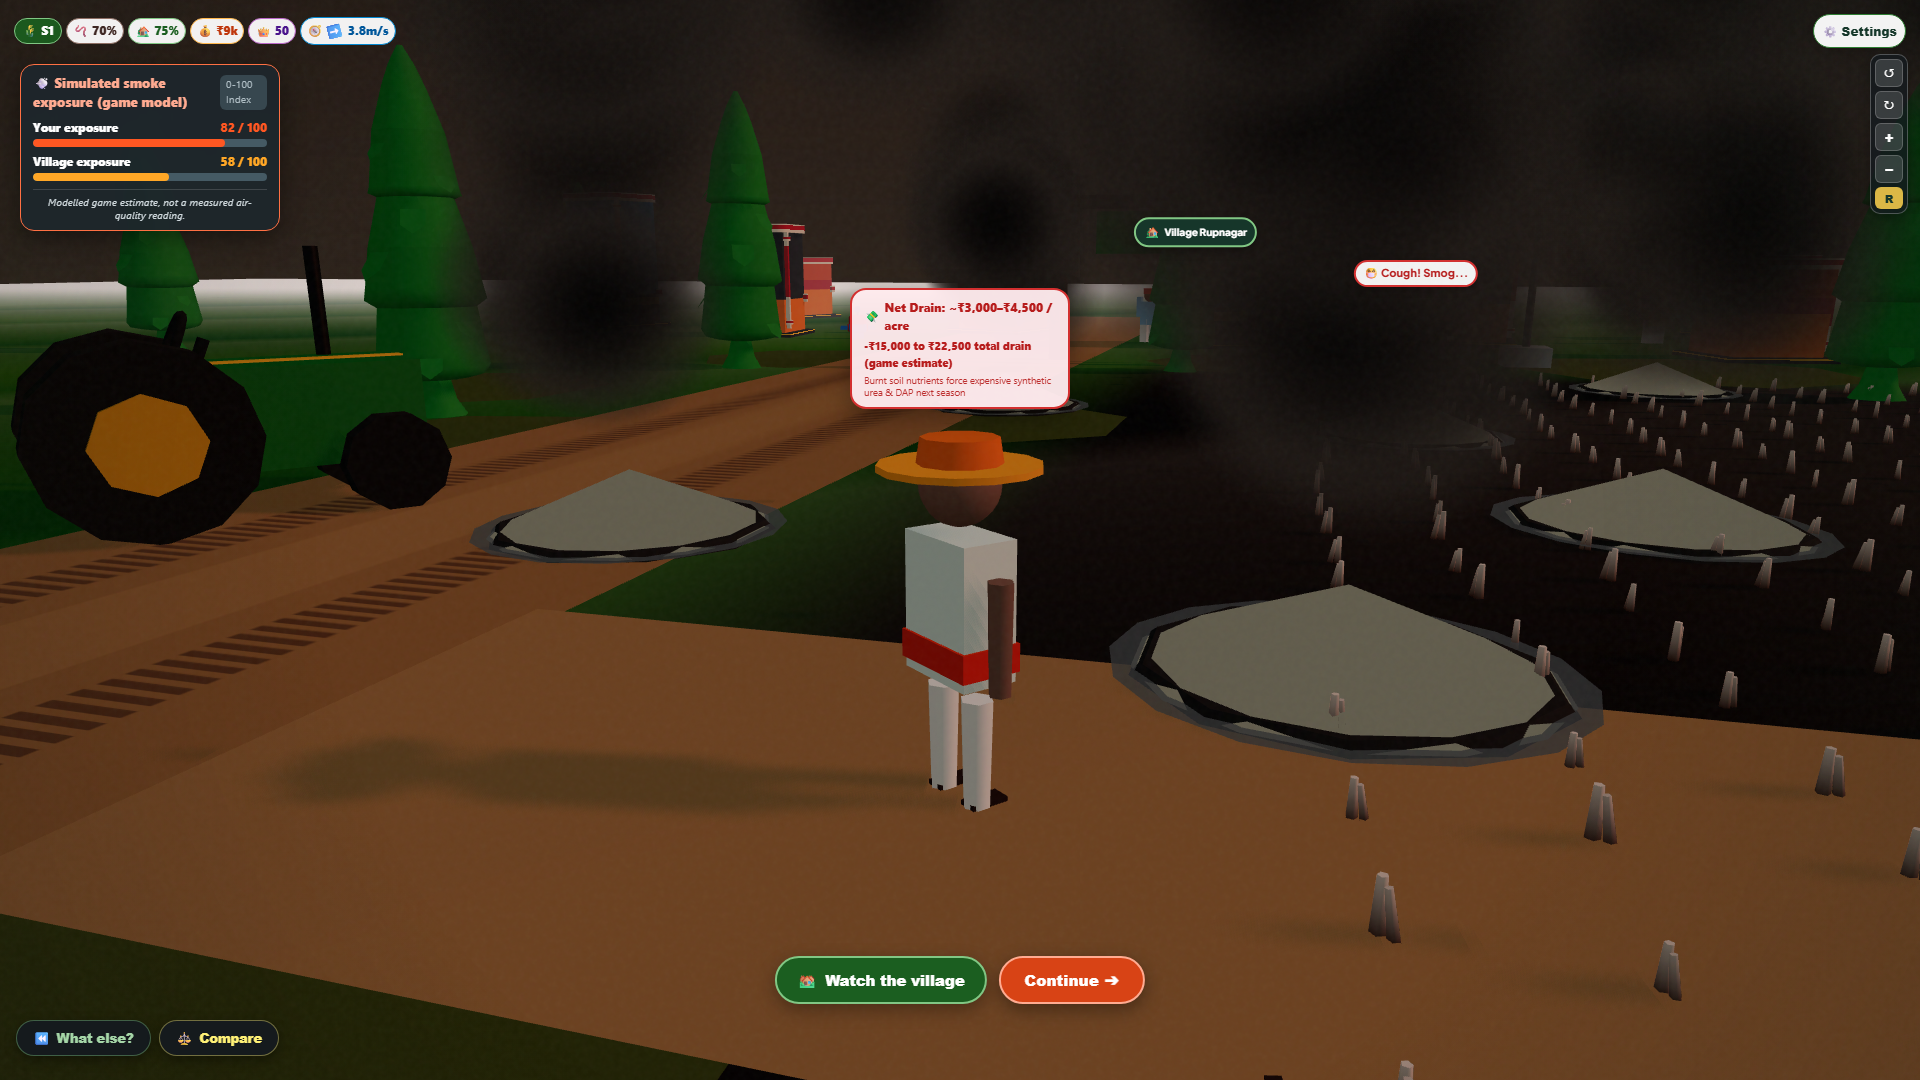 S1
70%
75%
₹9k
50
3.8m/s
Settings
Simulated smoke
exposure (game model)
0-100
Index
Your exposure
82 / 100
Village exposure
58 / 100
Modelled game estimate, not a measured air-
quality reading.
↺
↻
+
−
R
Village Rupnagar
Cough! Smog...
Net Drain: ~₹3,000–₹4,500 /
acre
-₹15,000 to ₹22,500 total drain
(game estimate)
Burnt soil nutrients force expensive synthetic
urea & DAP next season
Watch the village
Continue ➔
What else?
Compare